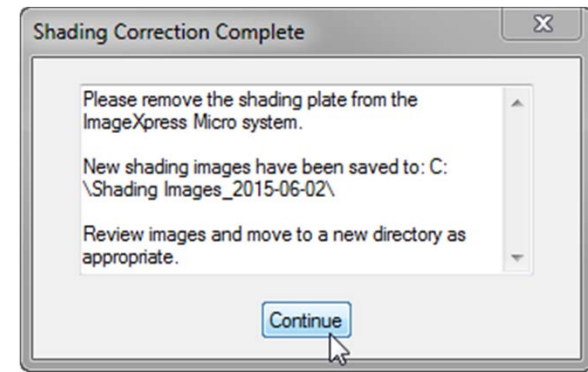 Shading Correction Complete
Please remove the shading plate from the
ImageXpress Micro system.
New shading images have been saved to: C:
\Shading Images_2015-06-02\
Review images and move to a new directory as
appropriate.
Continue